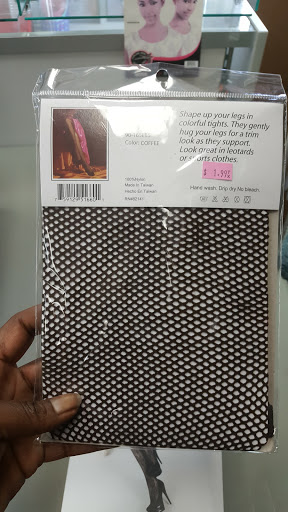 Shape up your legs in
colorful tights. They gently
hug your legs for a trim
look as they support.
Look great in leotards
or sports clothes.
Color: COFFEE
$ 1.99
100%Nylon
Made In Taiwan
Hecho En Taiwan
Hand wash. Drip dry No bleach.